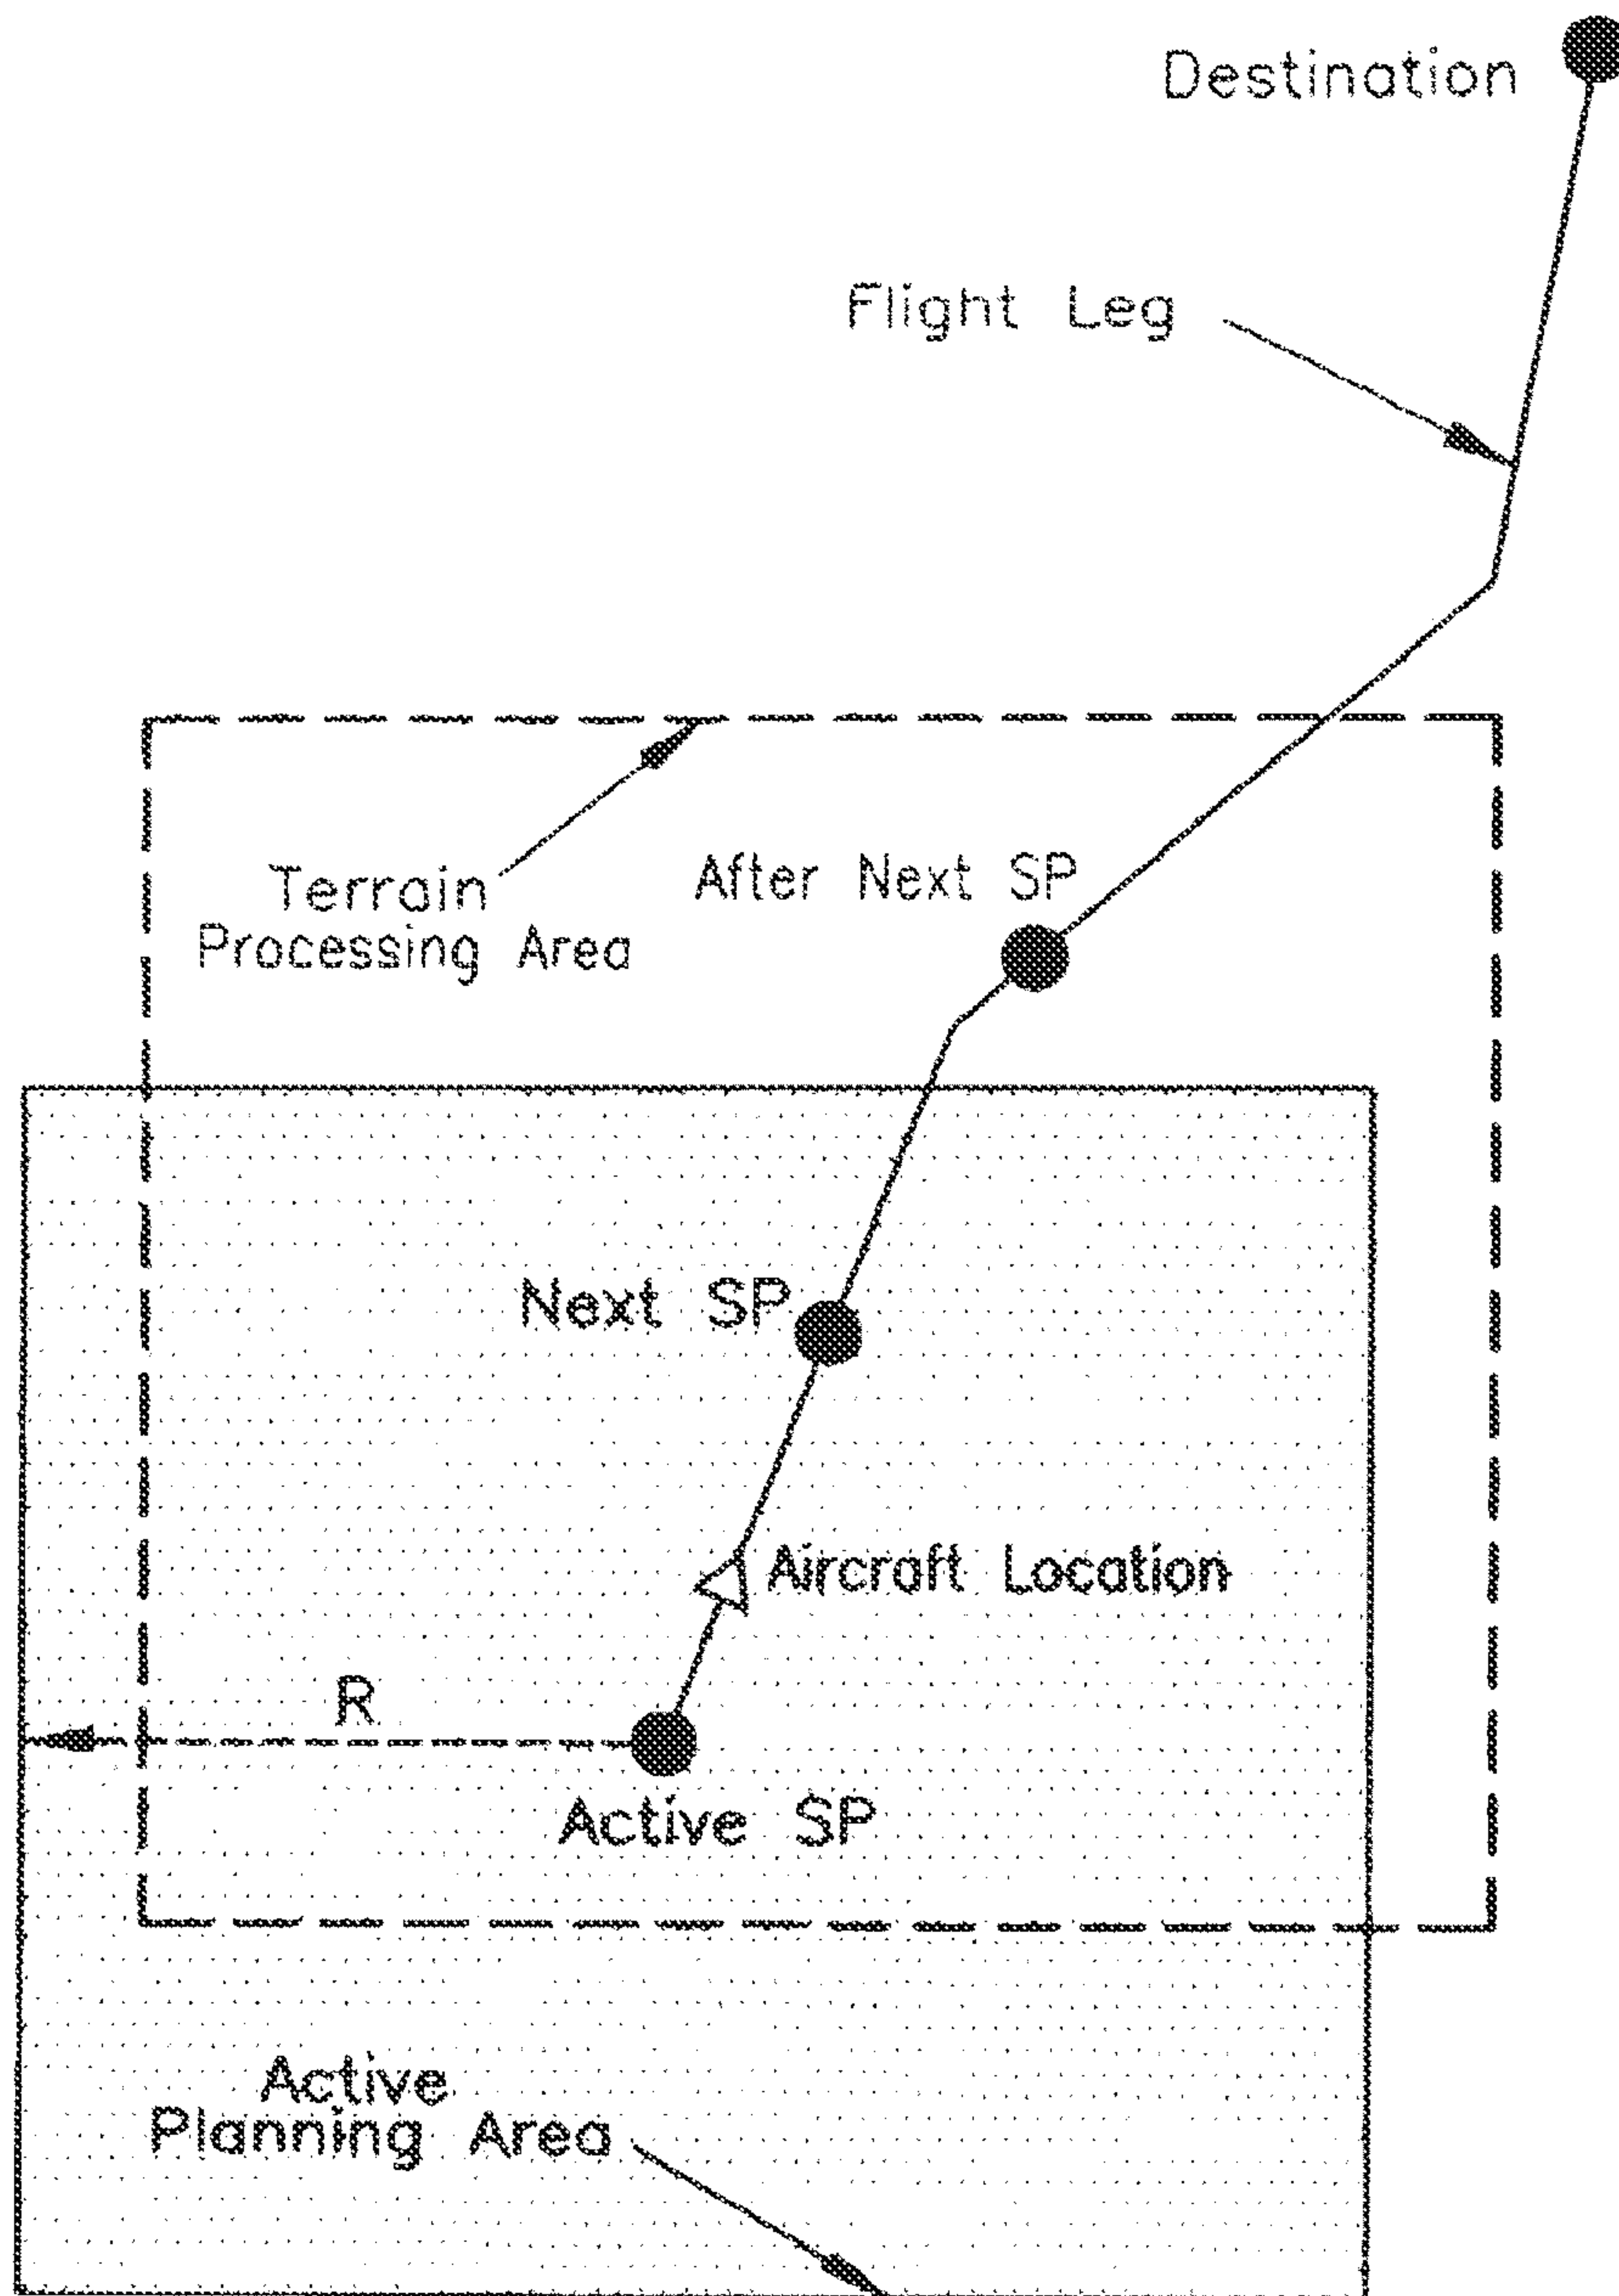 Destination
Flight Leg
Terrain
Processing Area
After Next SP
Next SP
Aircraft Location
R
Active SP
Active
Planning Area